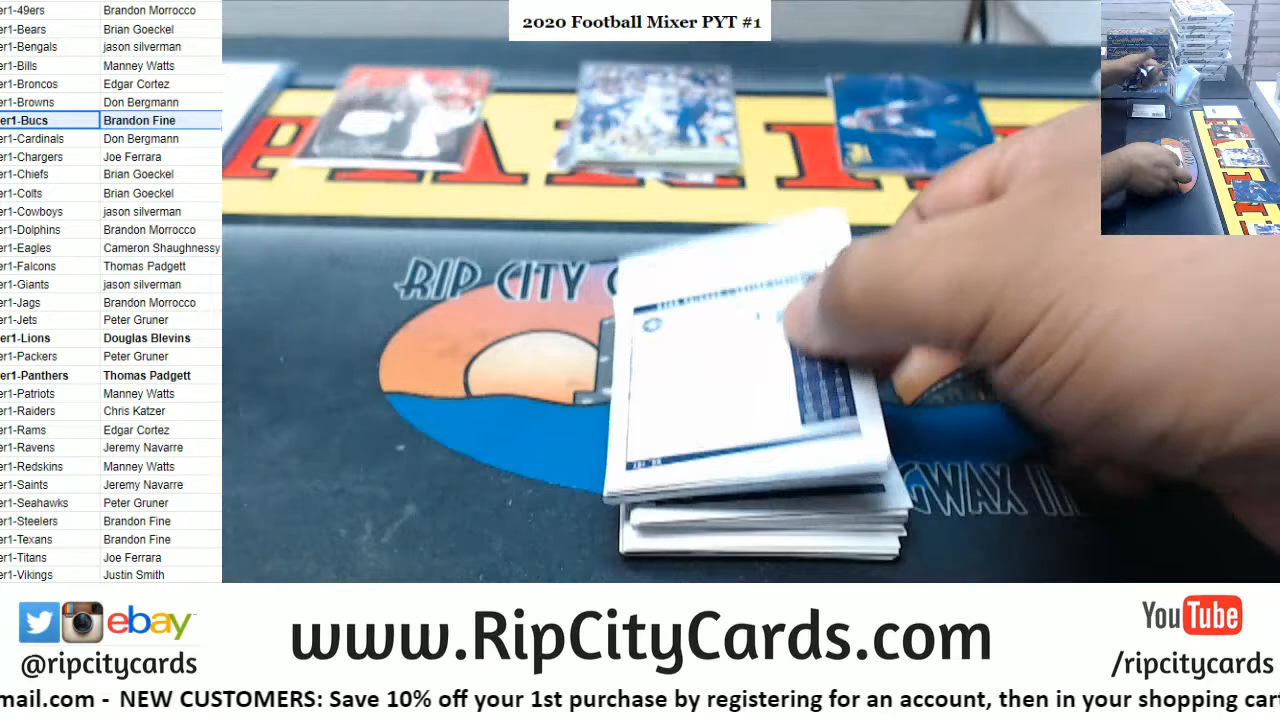 2020 Football Mixer PYT #1
er1-49ers Brandon Morrocco
er1-Bears Brian Goeckel
er1-Bengals jason silverman
er1-Bills Manney Watts
er1-Broncos Edgar Cortez
er1-Browns Don Bergmann
er1-Bucs Brandon Fine
er1-Cardinals Don Bergmann
er1-Chargers Joe Ferrara
er1-Chiefs Brian Goeckel
er1-Colts Brian Goeckel
er1-Cowboys jason silverman
er1-Dolphins Brandon Morrocco
er1-Eagles Cameron Shaughnessy
er1-Falcons Thomas Padgett
er1-Giants jason silverman
er1-Jags Brandon Morrocco
er1-Jets Peter Gruner
er1-Lions Douglas Blevins
er1-Packers Peter Gruner
er1-Panthers Thomas Padgett
er1-Patriots Manney Watts
er1-Raiders Chris Katzer
er1-Rams Edgar Cortez
er1-Ravens Jeremy Navarre
er1-Redskins Manney Watts
er1-Saints Jeremy Navarre
er1-Seahawks Peter Gruner
er1-Steelers Brandon Fine
er1-Texans Brandon Fine
er1-Titans Joe Ferrara
er1-Vikings Justin Smith
RIP CITY
GWAX
ebay
@ripcitycards
www.RipCityCards.com
YouTube
/ripcitycards
mail.com - NEW CUSTOMERS: Save 10% off your 1st purchase by registering for an account, then in your shopping car